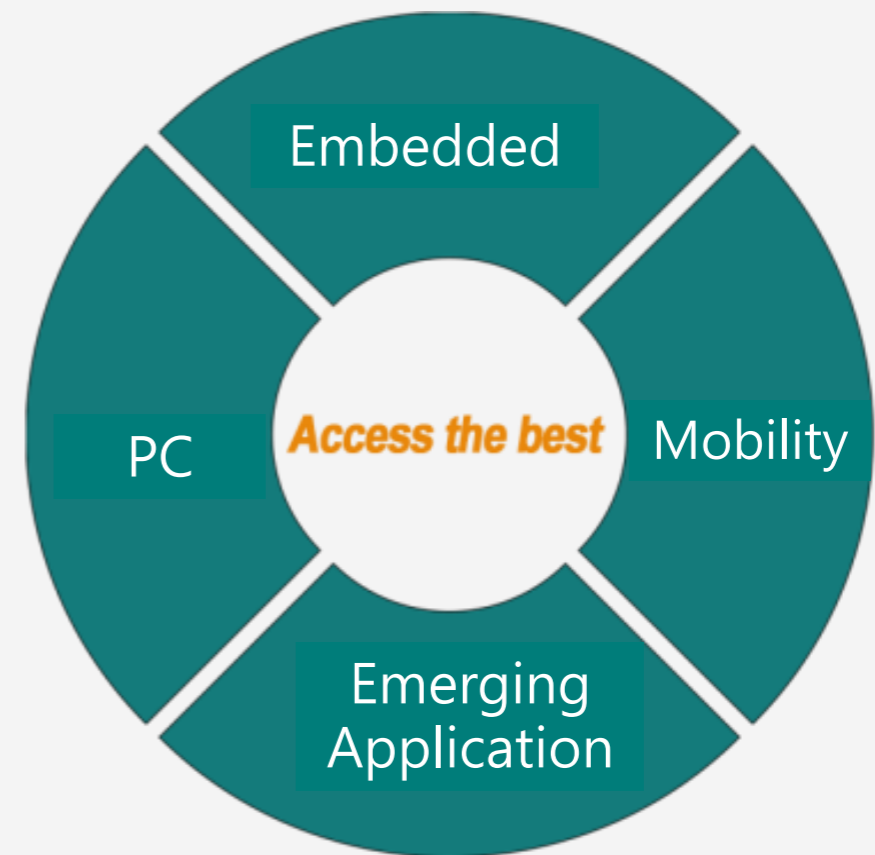 Embedded
PC
Access the best
Mobility
Emerging
Application